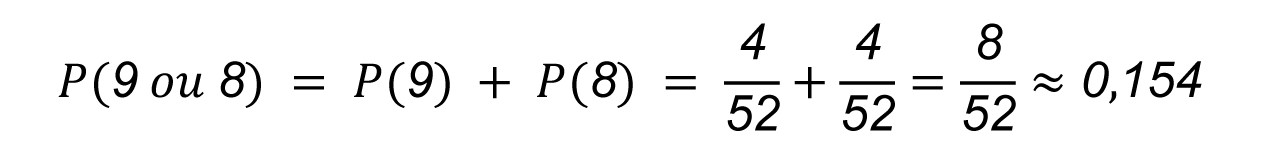 P(9 ou 8) = P(9) + P(8) = 4/52 + 4/52 = 8/52 ≈ 0,154